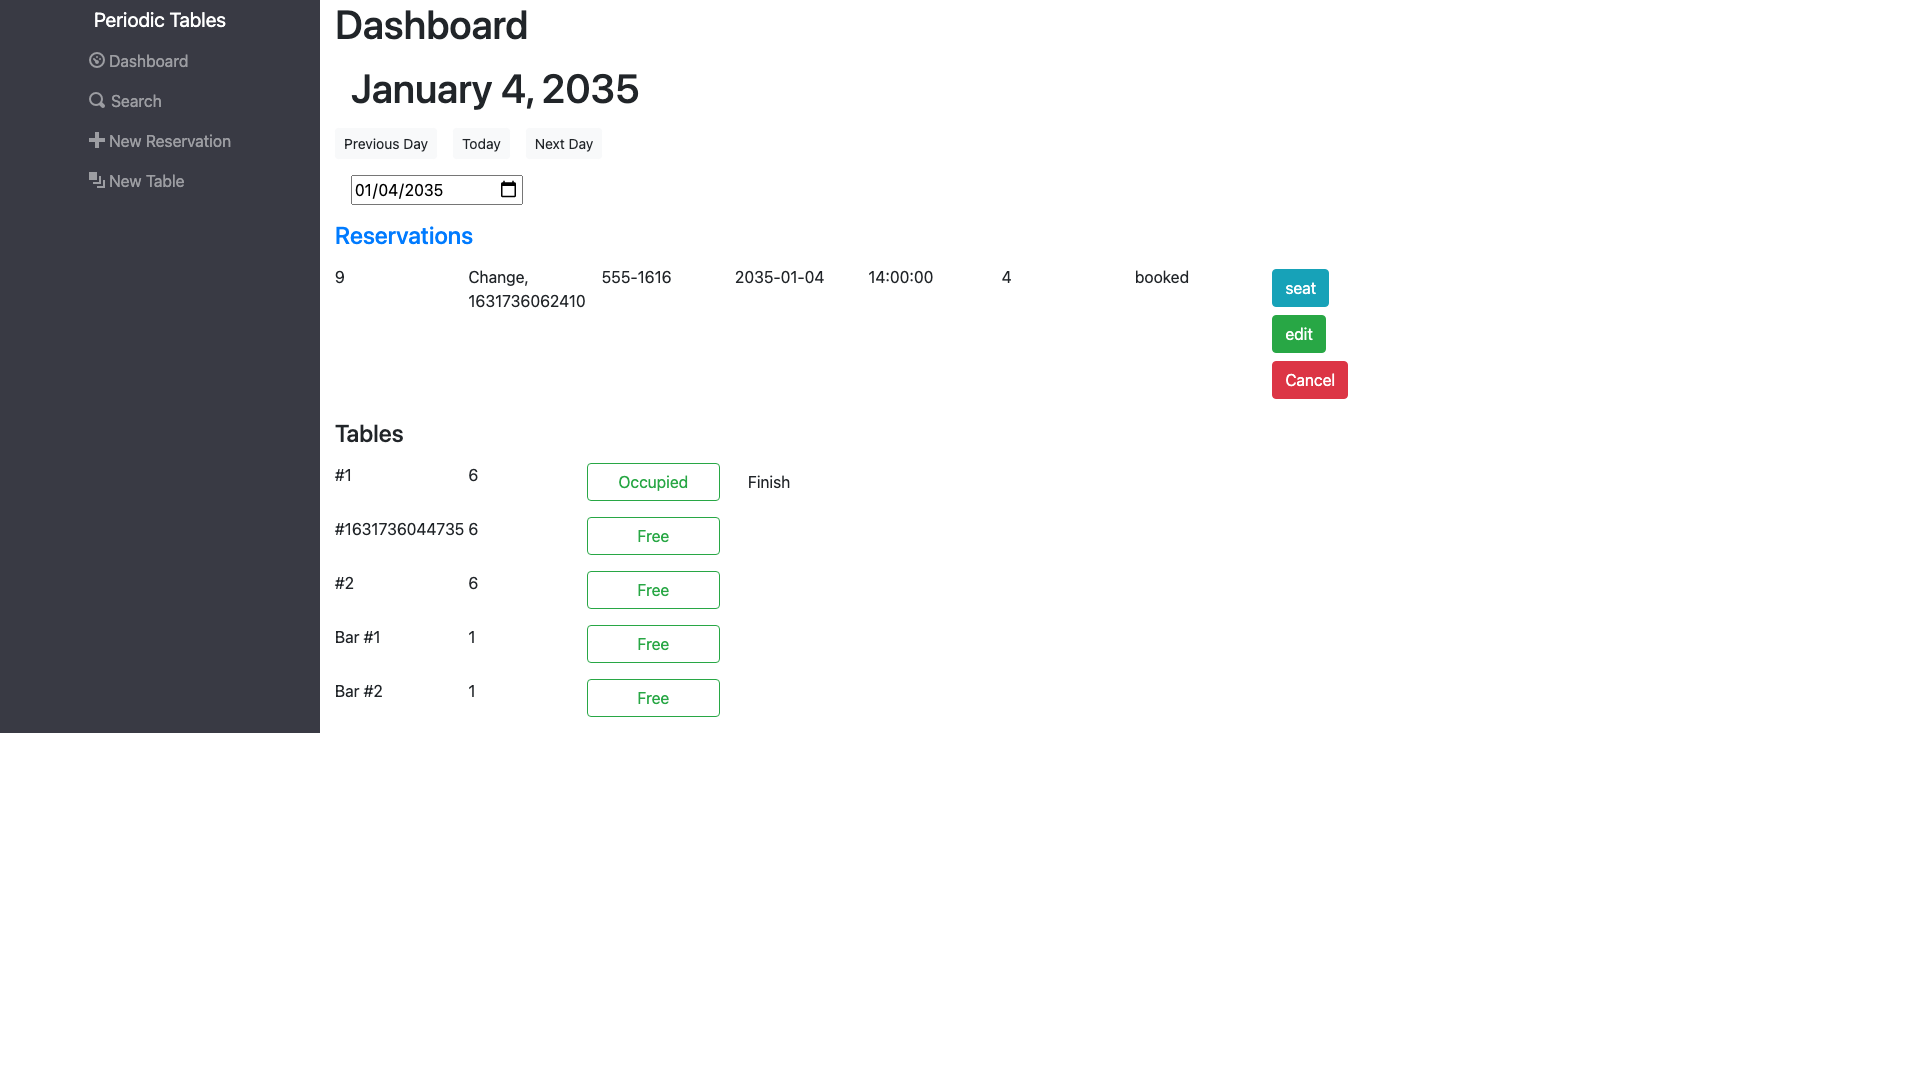 Periodic Tables
Dashboard
Search
New Reservation
New Table
Dashboard
January 4, 2035
Previous Day Today Next Day
01/04/2035
Reservations
9 Change, 1631736062410 555-1616 2035-01-04 14:00:00 4 booked seat
edit
Cancel
Tables
#1 6 Occupied Finish
#1631736044735 6 Free
#2 6 Free
Bar #1 1 Free
Bar #2 1 Free